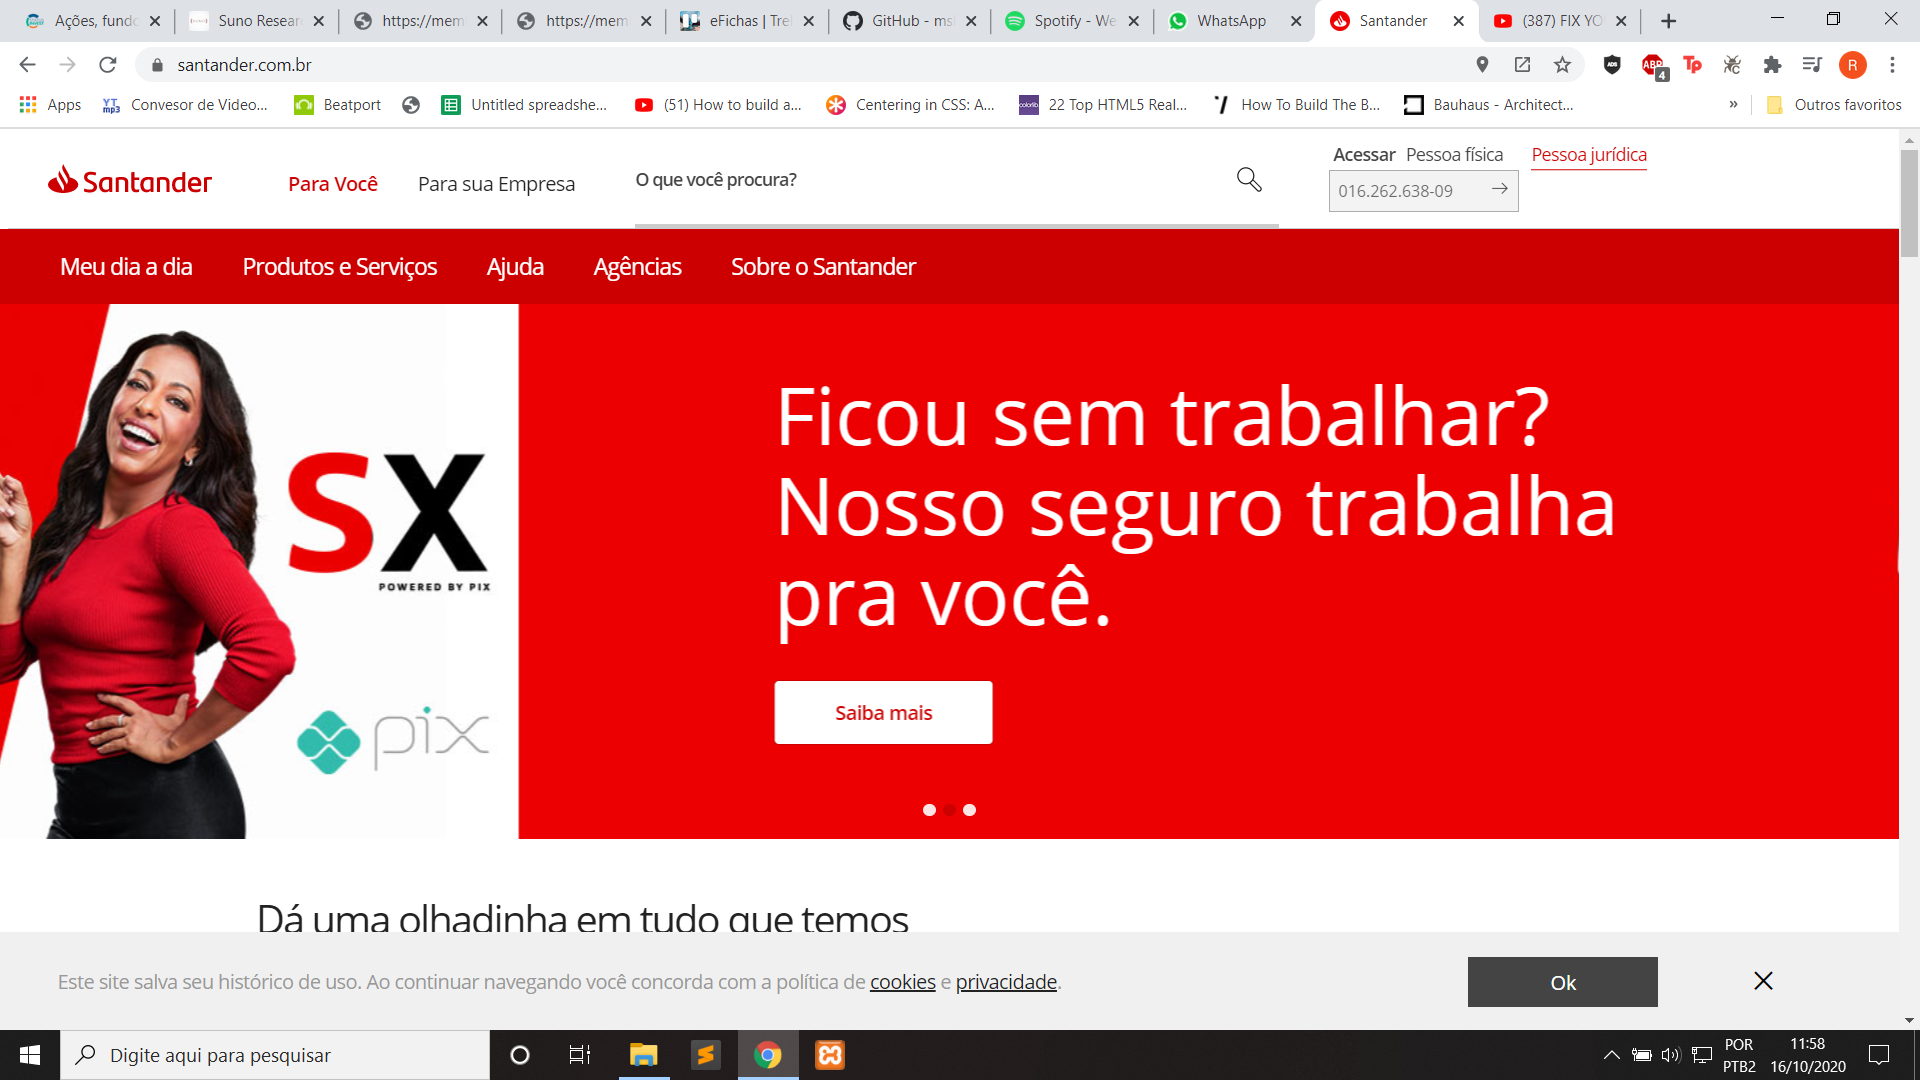 Ações, fundo
Suno Resear
https://mem
https://mem
eFichas | Trel
GitHub - msl
Spotify - We
WhatsApp
Santander
(387) FIX YO
santander.com.br
4
R
Apps
YT mp3
Convesor de Video...
Beatport
Untitled spreadshe...
(51) How to build a...
Centering in CSS: A...
colorlib
22 Top HTML5 Real...
How To Build The B...
Bauhaus - Architect...
»
Outros favoritos
Santander
Para Você
Para sua Empresa
O que você procura?
Acessar
Pessoa física
Pessoa jurídica
016.262.638-09
Meu dia a dia
Produtos e Serviços
Ajuda
Agências
Sobre o Santander
SX
POWERED BY PIX
pix
Ficou sem trabalhar?
Nosso seguro trabalha
pra você.
Saiba mais
Dá uma olhadinha em tudo que temos
Este site salva seu histórico de uso. Ao continuar navegando você concorda com a política de cookies e privacidade.
Ok
Digite aqui para pesquisar
POR
PTB2
11:58
16/10/2020